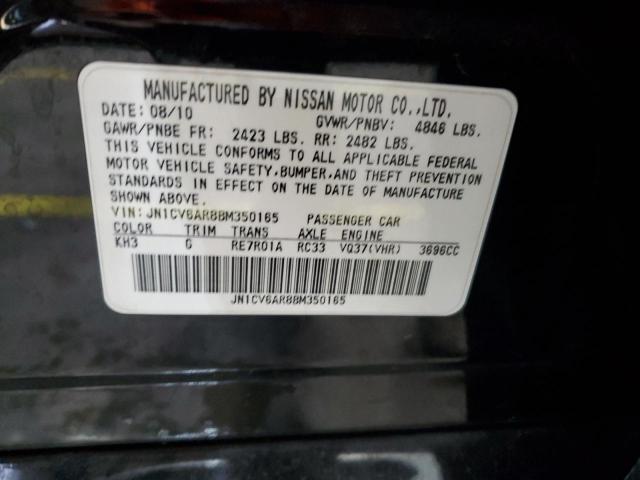 MANUFACTURED BY NISSAN MOTOR CO.,LTD.
DATE: 08/10 GVWR/PNBV: 4846 LBS.
GAWR/PNBE FR: 2423 LBS. RR: 2482 LBS.
THIS VEHICLE CONFORMS TO ALL APPLICABLE FEDERAL
MOTOR VEHICLE SAFETY,BUMPER,AND THEFT PREVENTION
STANDARDS IN EFFECT ON THE DATE OF MANUFACTURE
SHOWN ABOVE.
VIN: JN1CV6AR8BM350165 PASSENGER CAR
COLOR TRIM TRANS AXLE ENGINE
KH3 G RE7R01A RC33 VQ37(VHR) 3696CC
JN1CV6AR8BM350165